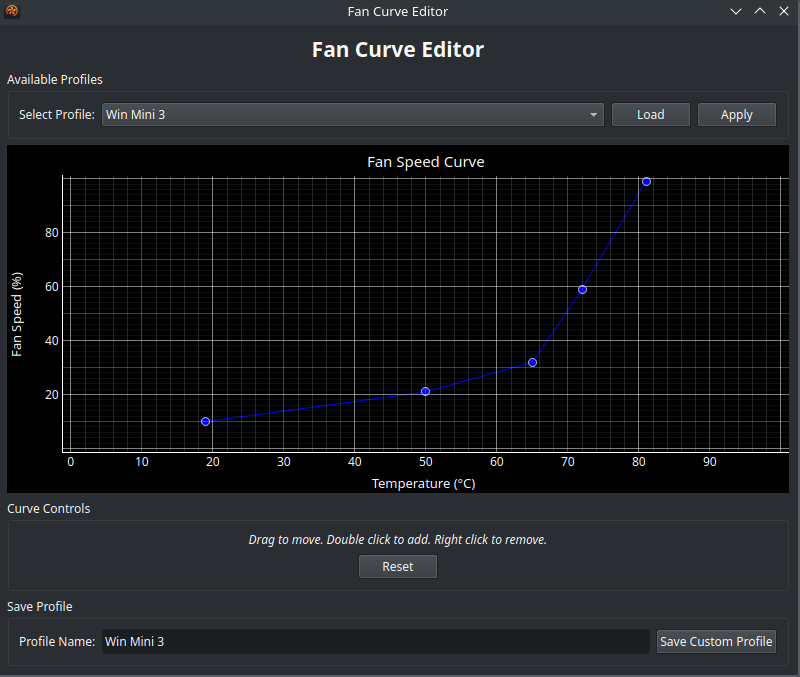 Fan Curve Editor
Fan Curve Editor
Available Profiles
Select Profile: Win Mini 3 Load Apply
Fan Speed Curve
Fan Speed (%)
80
60
40
20
0 10 20 30 40 50 60 70 80 90
Temperature (°C)
Curve Controls
Drag to move. Double click to add. Right click to remove.
Reset
Save Profile
Profile Name: Win Mini 3 Save Custom Profile